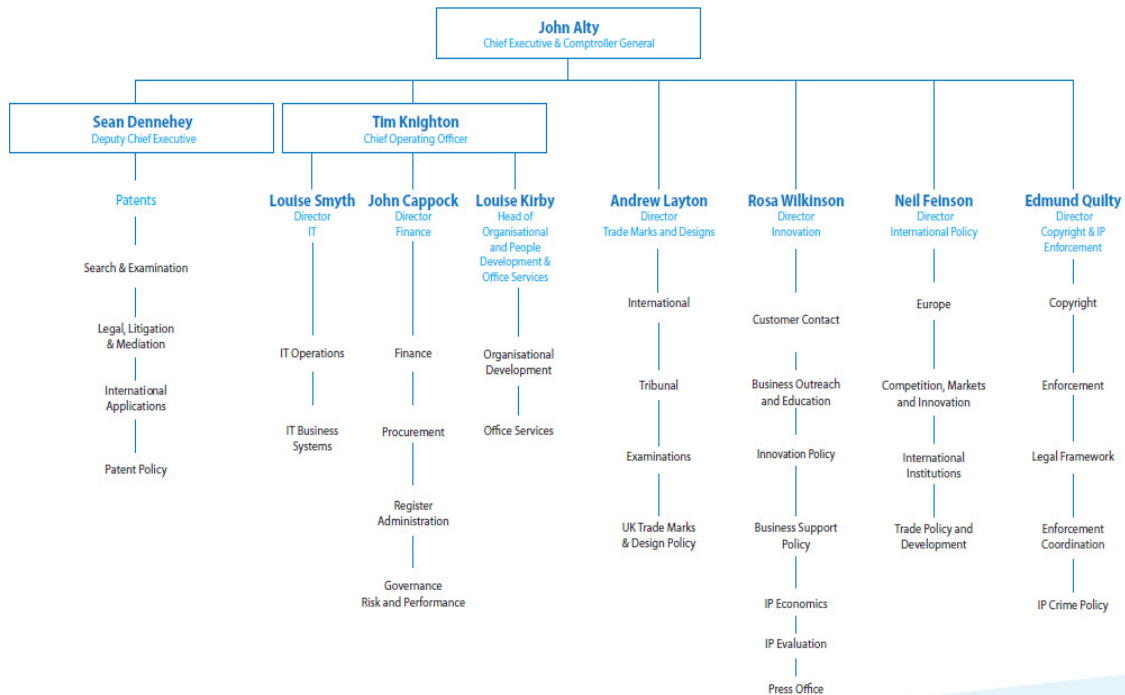 John Alty
Chief Executive & Comptroller General
Sean Dennehey
Deputy Chief Executive
Tim Knighton
Chief Operating Officer
Patents
Search & Examination
Legal, Litigation
& Mediation
International
Applications
Patent Policy
Louise Smyth
Director
IT
IT Operations
IT Business
Systems
John Cappock
Director
Finance
Finance
Procurement
Register
Administration
Governance
Risk and Performance
Louise Kirby
Head of
Organisational
and People
Development &
Office Services
Organisational
Development
Office Services
Andrew Layton
Director
Trade Marks and Designs
International
Tribunal
Examinations
UK Trade Marks
& Design Policy
Rosa Wilkinson
Director
Innovation
Customer Contact
Business Outreach
and Education
Innovation Policy
Business Support
Policy
IP Economics
IP Evaluation
Press Office
Neil Feinson
Director
International Policy
Europe
Competition, Markets
and Innovation
International
Institutions
Trade Policy and
Development
Edmund Quilty
Director
Copyright & IP
Enforcement
Copyright
Enforcement
Legal Framework
Enforcement
Coordination
IP Crime Policy